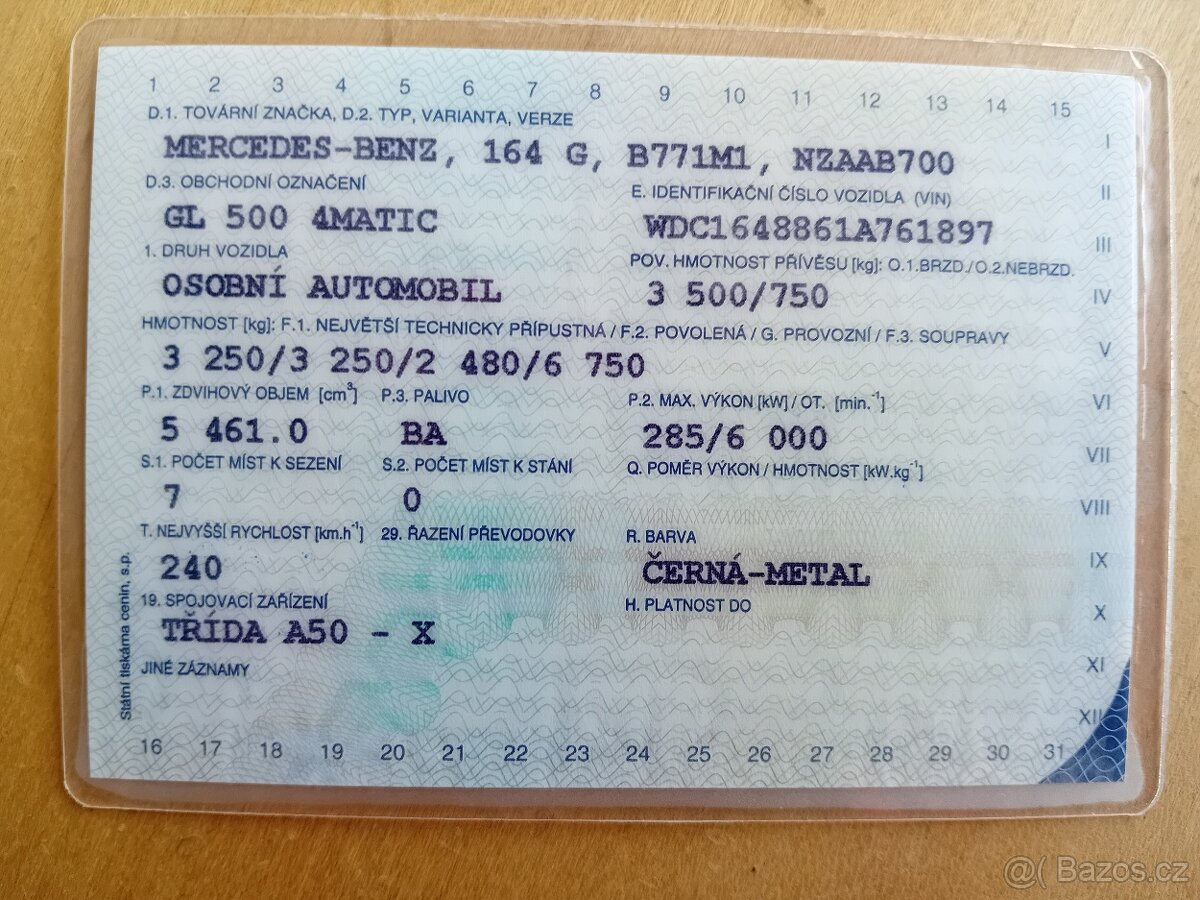 1 2 3 4 5 6 7 8 9 10 11 12 13 14 15
D.1. TOVÁRNÍ ZNAČKA, D.2. TYP, VARIANTA, VERZE
I
MERCEDES-BENZ, 164 G, B771M1, NZAAB700
D.3. OBCHODNÍ OZNAČENÍ E. IDENTIFIKAČNÍ ČÍSLO VOZIDLA (VIN) II
GL 500 4MATIC WDC1648861A761897
1. DRUH VOZIDLA POV. HMOTNOST PŘÍVĚSU [kg]: O.1.BRZD./O.2.NEBRZD. III
OSOBNÍ AUTOMOBIL 3 500/750 IV
HMOTNOST [kg]: F.1. NEJVĚTŠÍ TECHNICKY PŘÍPUSTNÁ / F.2. POVOLENÁ / G. PROVOZNÍ / F.3. SOUPRAVY
3 250/3 250/2 480/6 750 V
P.1. ZDVIHOVÝ OBJEM [cm³] P.3. PALIVO P.2. MAX. VÝKON [kW] / OT. [min.⁻¹] VI
5 461.0 BA 285/6 000
S.1. POČET MÍST K SEZENÍ S.2. POČET MÍST K STÁNÍ Q. POMĚR VÝKON / HMOTNOST [kW.kg⁻¹] VII
7 0 VIII
T. NEJVYŠŠÍ RYCHLOST [km.h⁻¹] 29. ŘAZENÍ PŘEVODOVKY R. BARVA
240 ČERNÁ-METAL IX
19. SPOJOVACÍ ZAŘÍZENÍ H. PLATNOST DO X
TŘÍDA A50 - X
JINÉ ZÁZNAMY XI
XII
Státní tiskárna cenin, s.p.
16 17 18 19 20 21 22 23 24 25 26 27 28 29 30 31
@( Bazos.cz